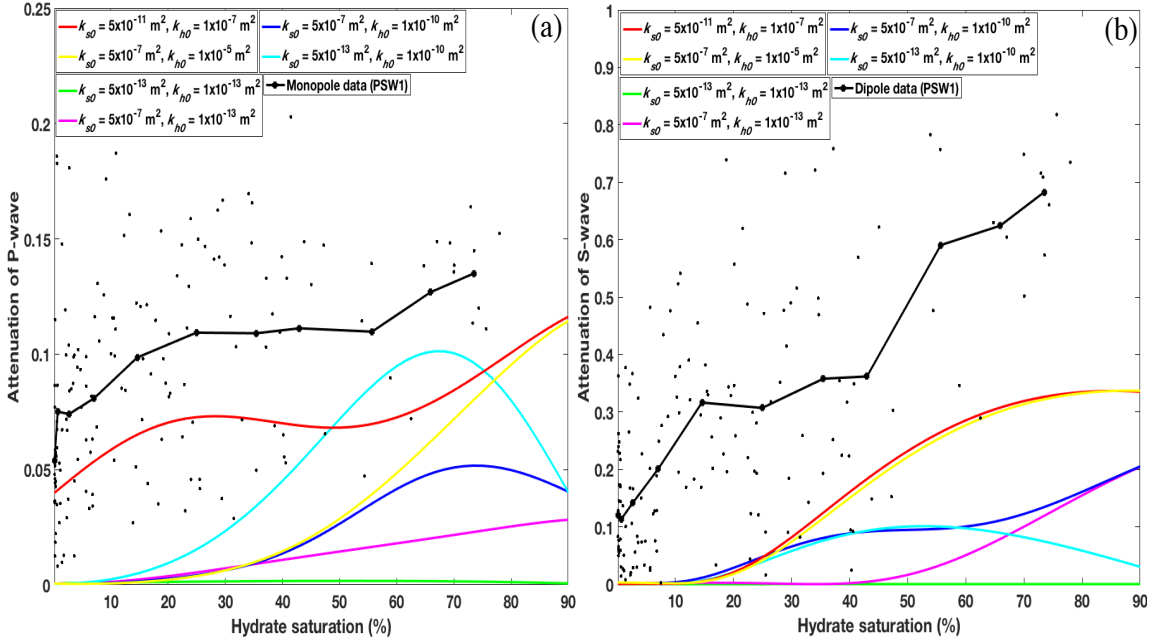 (a)
k_s0 = 5x10^-11 m^2, k_h0 = 1x10^-7 m^2
k_s0 = 5x10^-7 m^2, k_h0 = 1x10^-10 m^2
k_s0 = 5x10^-7 m^2, k_h0 = 1x10^-5 m^2
k_s0 = 5x10^-13 m^2, k_h0 = 1x10^-10 m^2
k_s0 = 5x10^-13 m^2, k_h0 = 1x10^-13 m^2
Monopole data (PSW1)
k_s0 = 5x10^-7 m^2, k_h0 = 1x10^-13 m^2
Attenuation of P-wave
0.25
0.2
0.15
0.1
0.05
0
10 20 30 40 50 60 70 80 90
Hydrate saturation (%)
(b)
k_s0 = 5x10^-11 m^2, k_h0 = 1x10^-7 m^2
k_s0 = 5x10^-7 m^2, k_h0 = 1x10^-10 m^2
k_s0 = 5x10^-7 m^2, k_h0 = 1x10^-5 m^2
k_s0 = 5x10^-13 m^2, k_h0 = 1x10^-10 m^2
k_s0 = 5x10^-13 m^2, k_h0 = 1x10^-13 m^2
Dipole data (PSW1)
k_s0 = 5x10^-7 m^2, k_h0 = 1x10^-13 m^2
Attenuation of S-wave
1
0.9
0.8
0.7
0.6
0.5
0.4
0.3
0.2
0.1
0
10 20 30 40 50 60 70 80 90
Hydrate saturation (%)